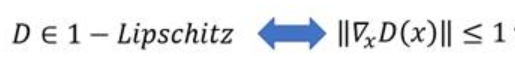 D ∈ 1 − Lipschitz ⟺ ‖∇ₓD(x)‖ ≤ 1